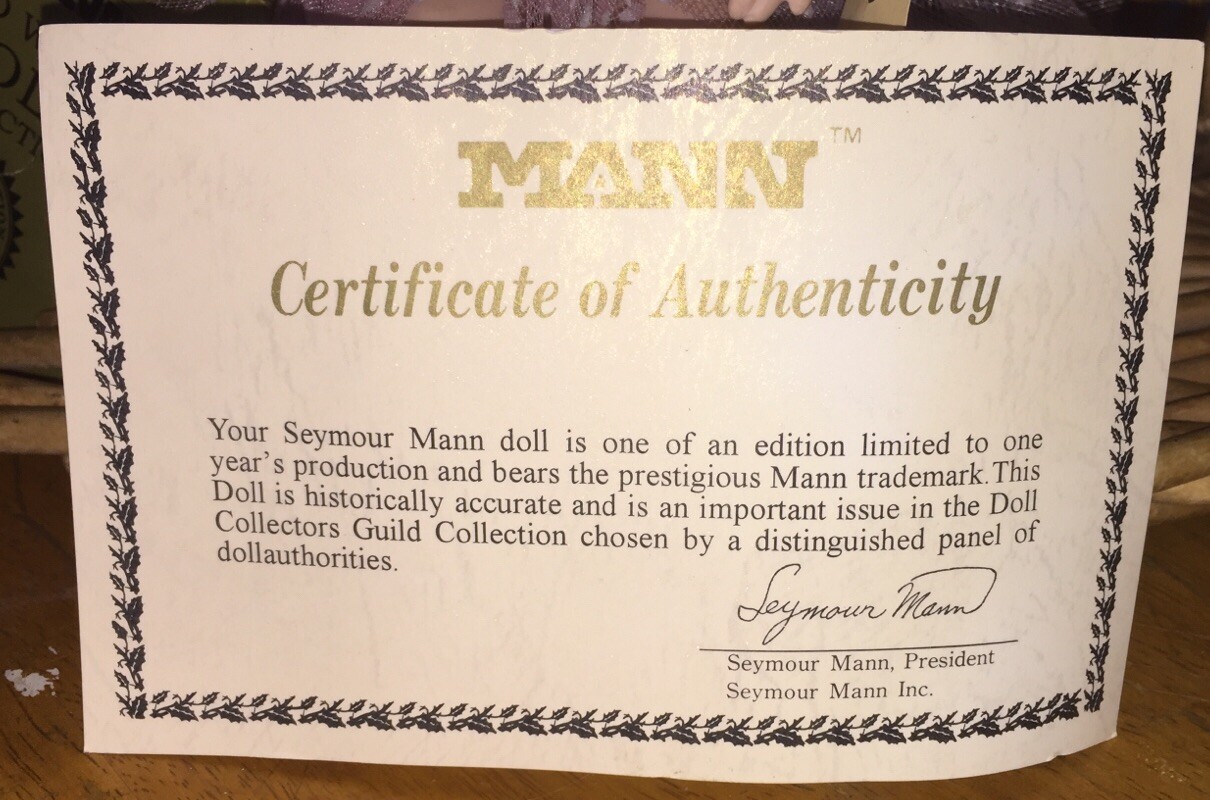 MANN™
Certificate of Authenticity
Your Seymour Mann doll is one of an edition limited to one
year's production and bears the prestigious Mann trademark.This
Doll is historically accurate and is an important issue in the Doll
Collectors Guild Collection chosen by a distinguished panel of
dollauthorities.
Seymour Mann
Seymour Mann, President
Seymour Mann Inc.